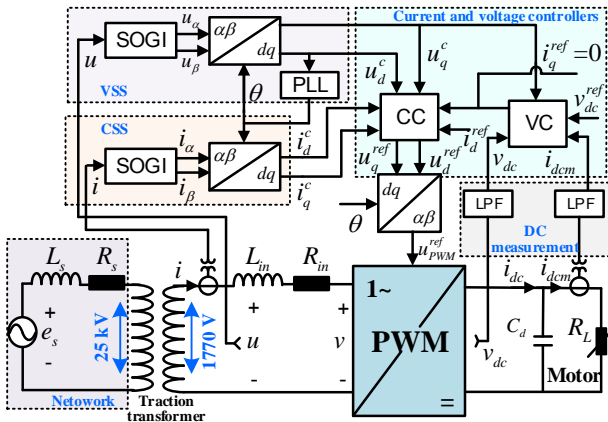 Current and voltage controllers
u
SOGI
u_α
u_β
αβ
dq
PLL
VSS
θ
u_d^c
u_q^c
i_q^ref =0
v_dc^ref
CC
VC
i_d^ref
CSS
i
SOGI
i_α
i_β
αβ
dq
i_d^c
i_q^c
u_q^ref
u_d^ref
v_dc
i_dcm
LPF
LPF
DC
measurement
θ
dq
αβ
u_PWM^ref
L_s
R_s
i
L_in
R_in
1~
PWM
=
i_dc
i_dcm
+
e_s
-
25 kV
1770 V
+
u
-
+
v
-
v_dc
C_d
R_L
Motor
Netowork
Traction
transformer